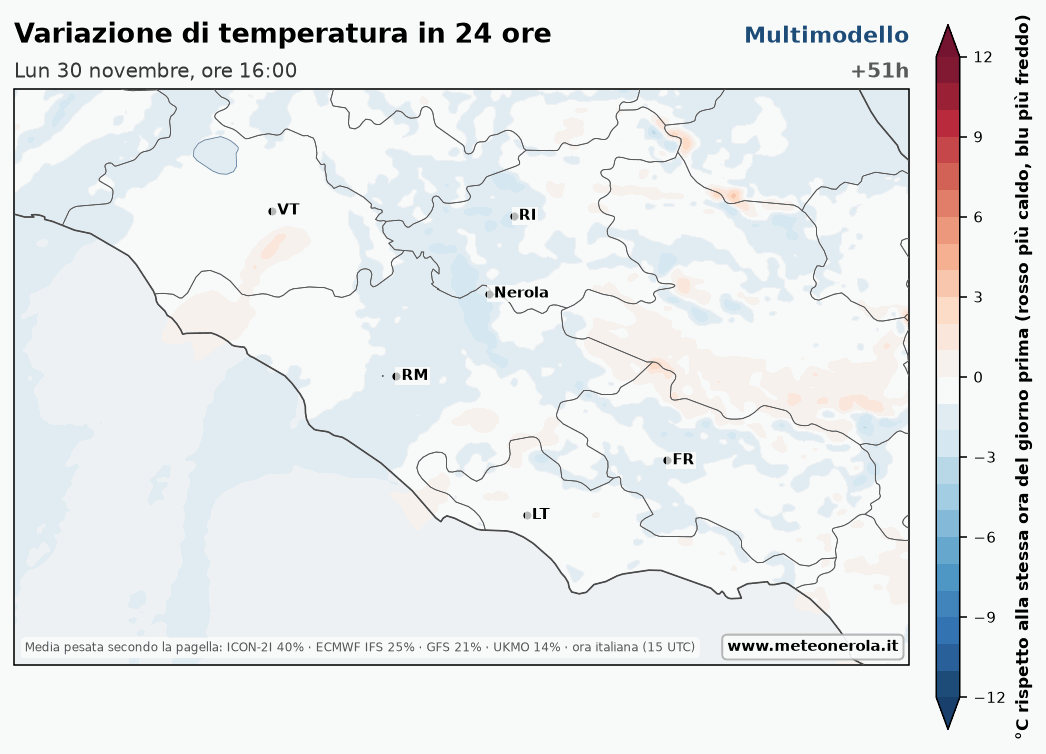 Variazione di temperatura in 24 ore
Multimodello
Lun 30 novembre, ore 16:00
+51h
VT
RI
Nerola
RM
FR
LT
Media pesata secondo la pagella: ICON-2I 40% · ECMWF IFS 25% · GFS 21% · UKMO 14% · ora italiana (15 UTC)
www.meteonerola.it
12
9
6
3
0
−3
−6
−9
−12
°C rispetto alla stessa ora del giorno prima (rosso più caldo, blu più freddo)